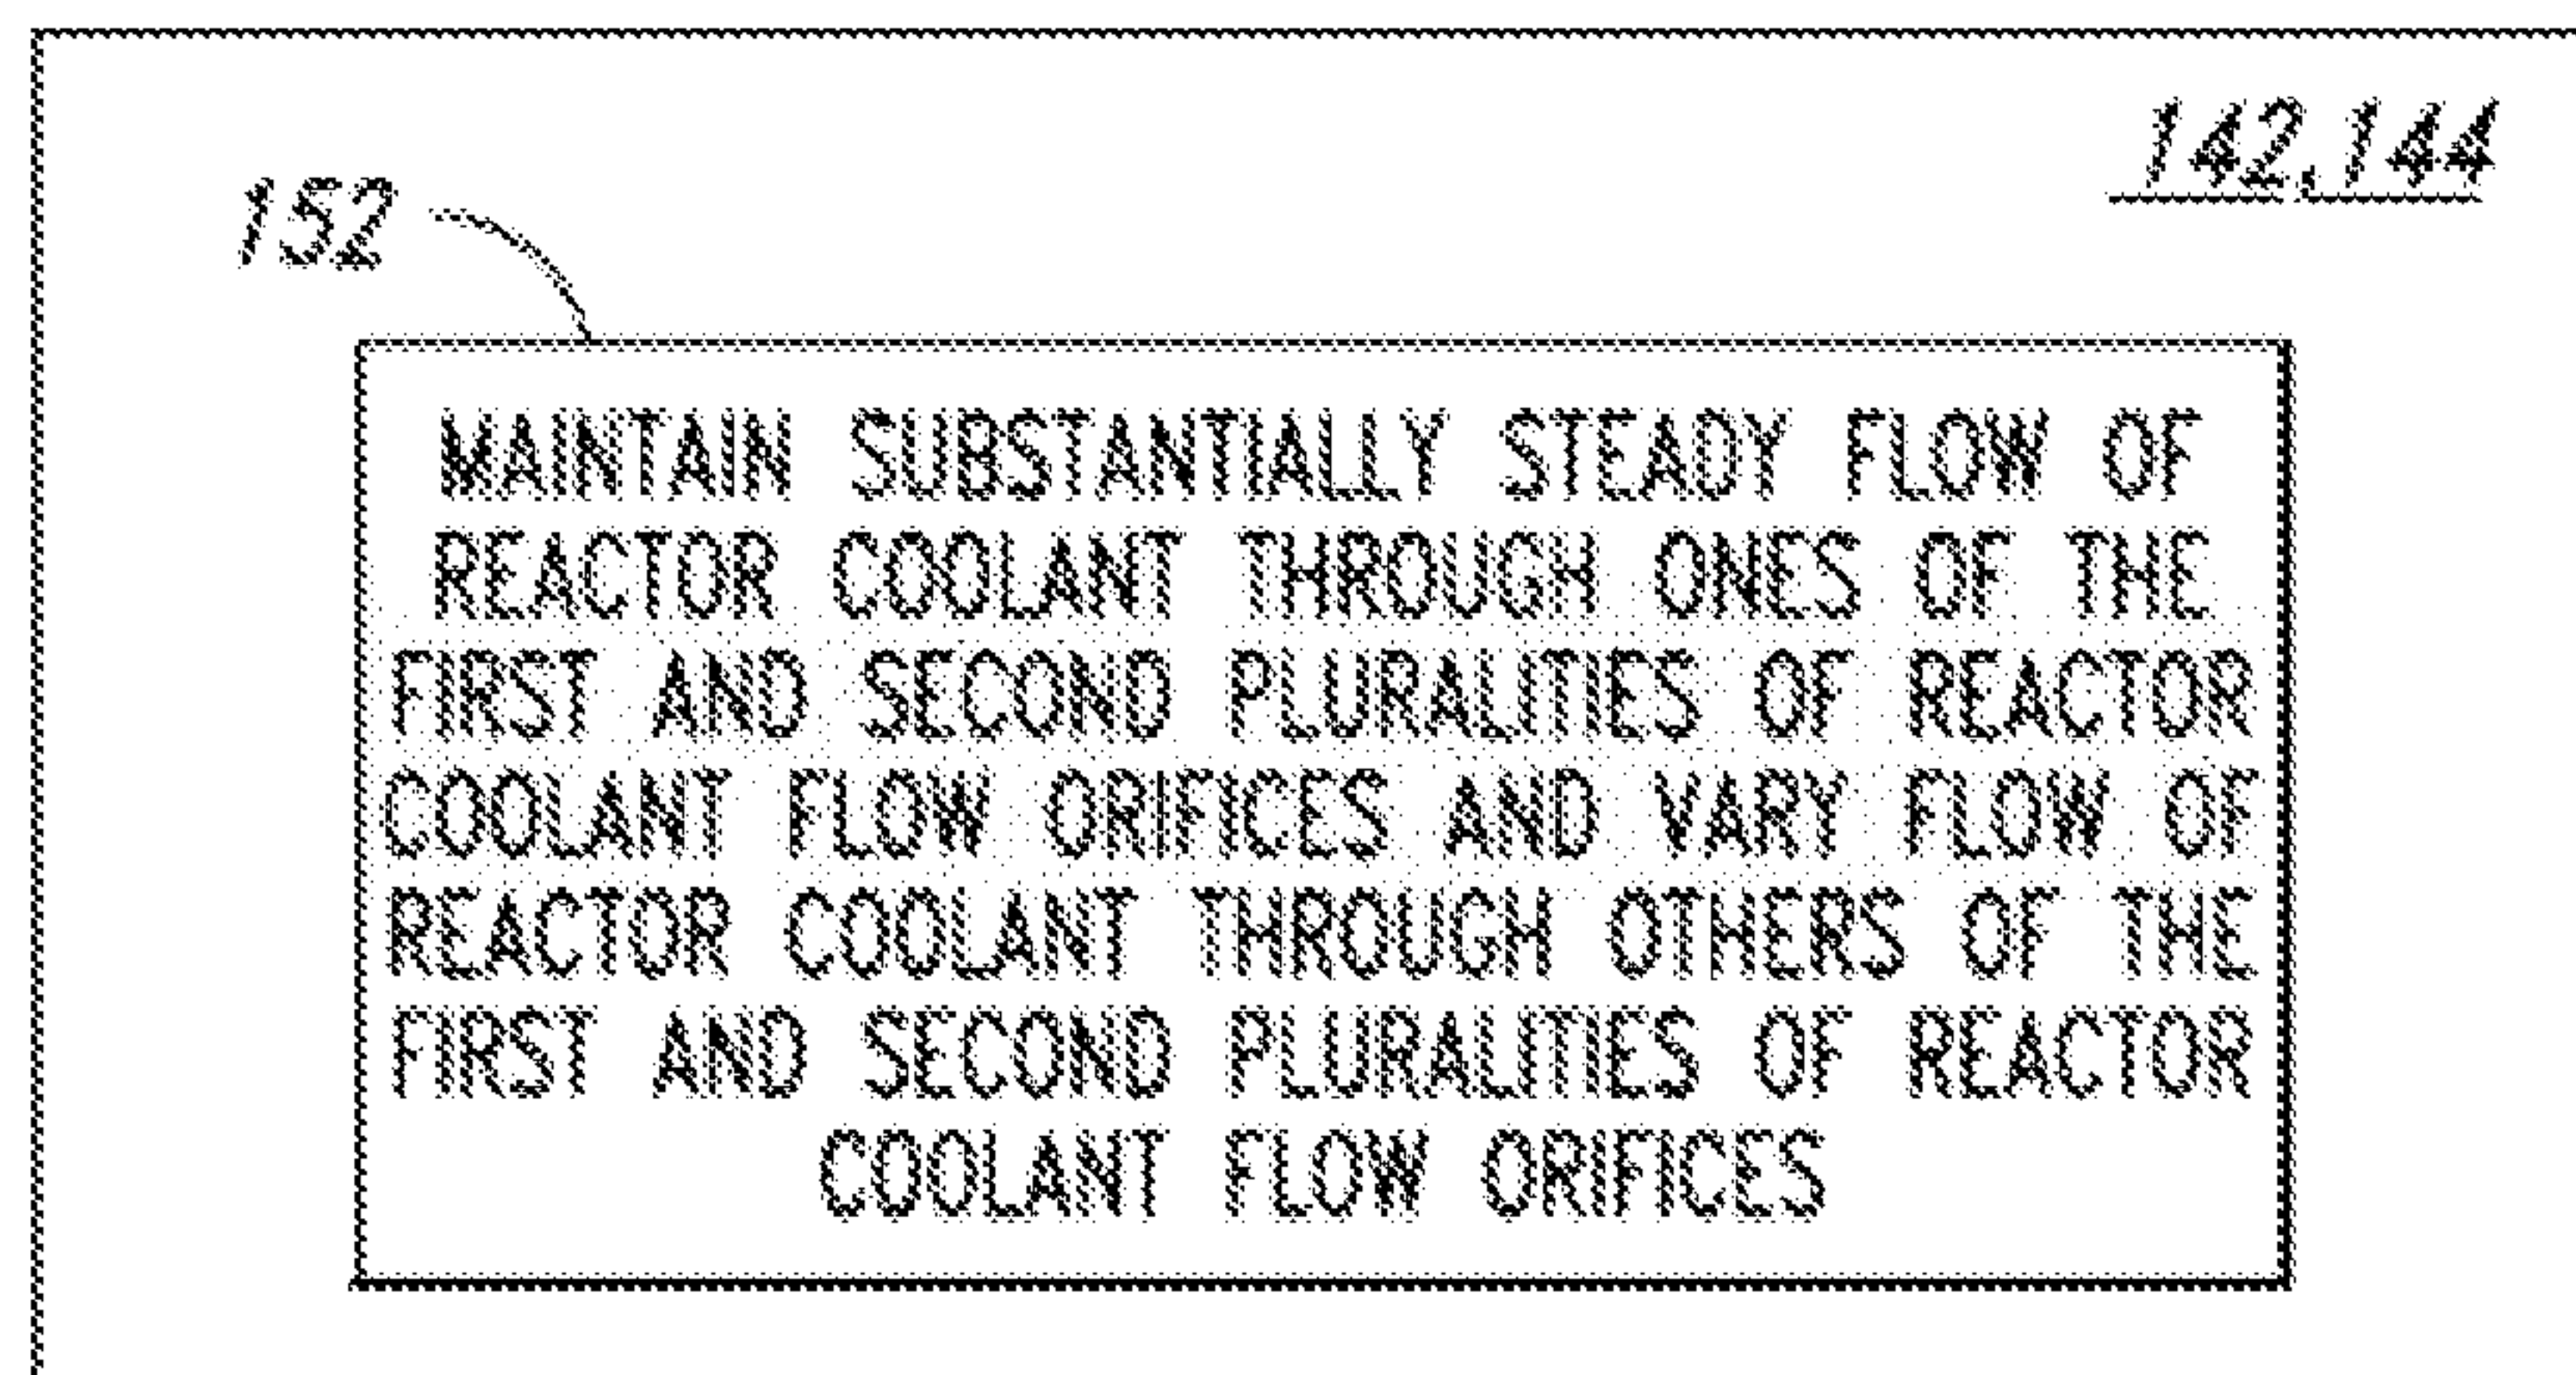 142,144
152
MAINTAIN SUBSTANTIALLY STEADY FLOW OF
REACTOR COOLANT THROUGH ONES OF THE
FIRST AND SECOND PLURALITIES OF REACTOR
COOLANT FLOW ORIFICES AND VARY FLOW OF
REACTOR COOLANT THROUGH OTHERS OF THE
FIRST AND SECOND PLURALITIES OF REACTOR
COOLANT FLOW ORIFICES